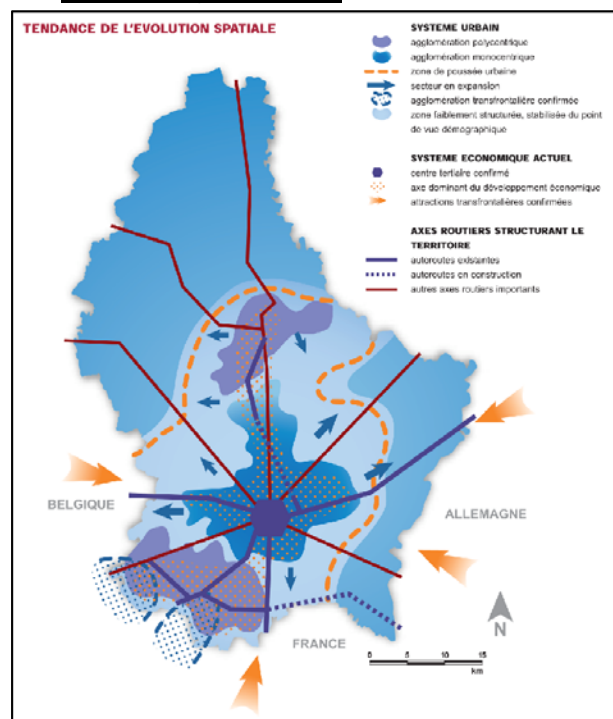 TENDANCE DE L'EVOLUTION SPATIALE
SYSTEME URBAIN
agglomération polycentrique
agglomération monocentrique
zone de poussée urbaine
secteur en expansion
agglomération transfrontalière confirmée
zone faiblement structurée, stabilisée du point
de vue démographique
SYSTEME ECONOMIQUE ACTUEL
centre tertiaire confirmé
axe dominant du développement économique
attractions transfrontalières confirmées
AXES ROUTIERS STRUCTURANT LE
TERRITOIRE
autoroutes existantes
autoroutes en construction
autres axes routiers importants
BELGIQUE
ALLEMAGNE
FRANCE
N
0 5 10 15
km